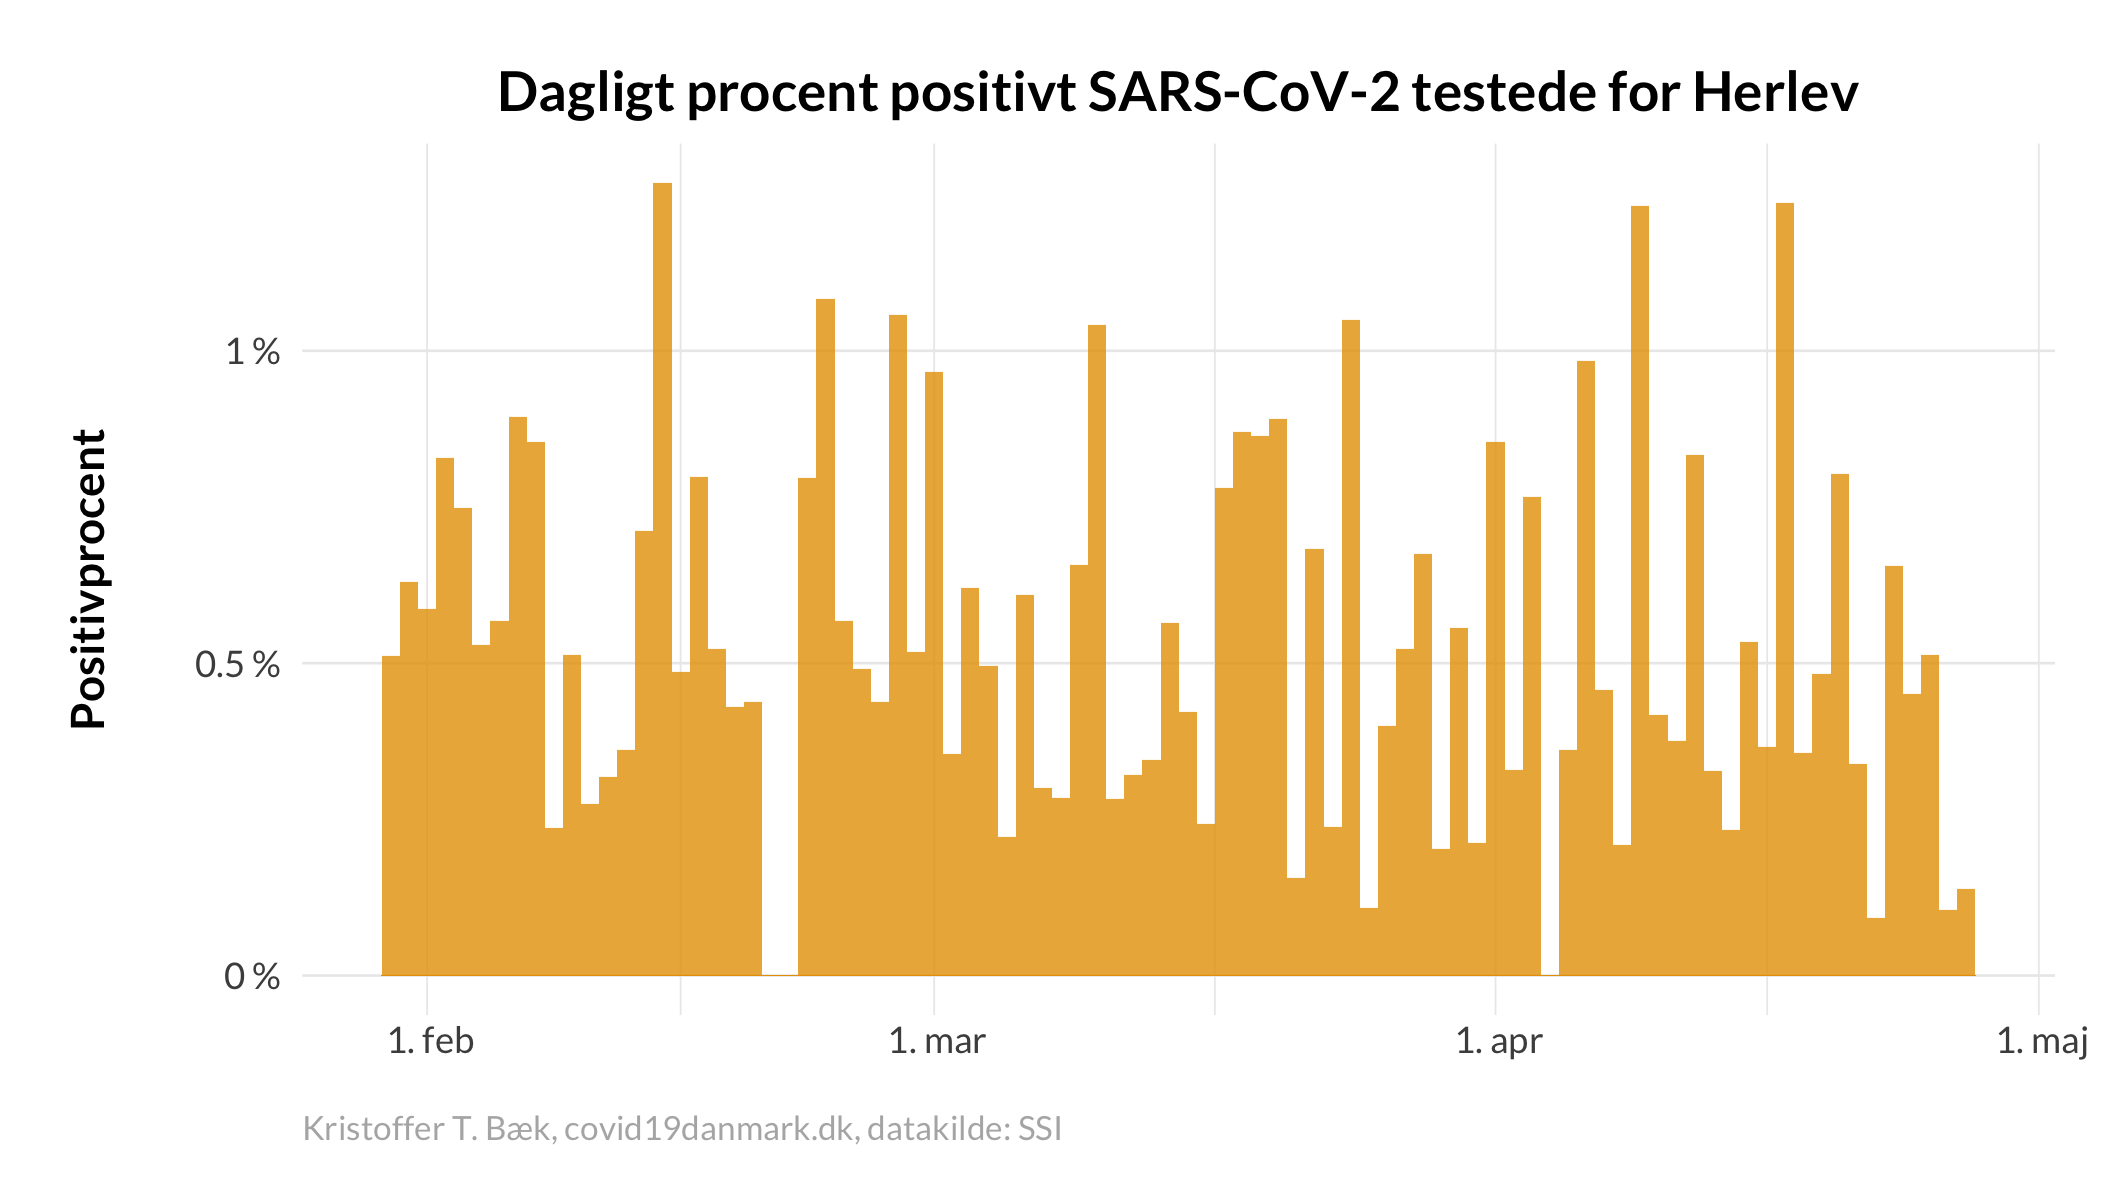 Dagligt procent positivt SARS-CoV-2 testede for Herlev
Positivprocent
1 %
0.5 %
0 %
1. feb
1. mar
1. apr
1. maj
Kristoffer T. Bæk, covid19danmark.dk, datakilde: SSI